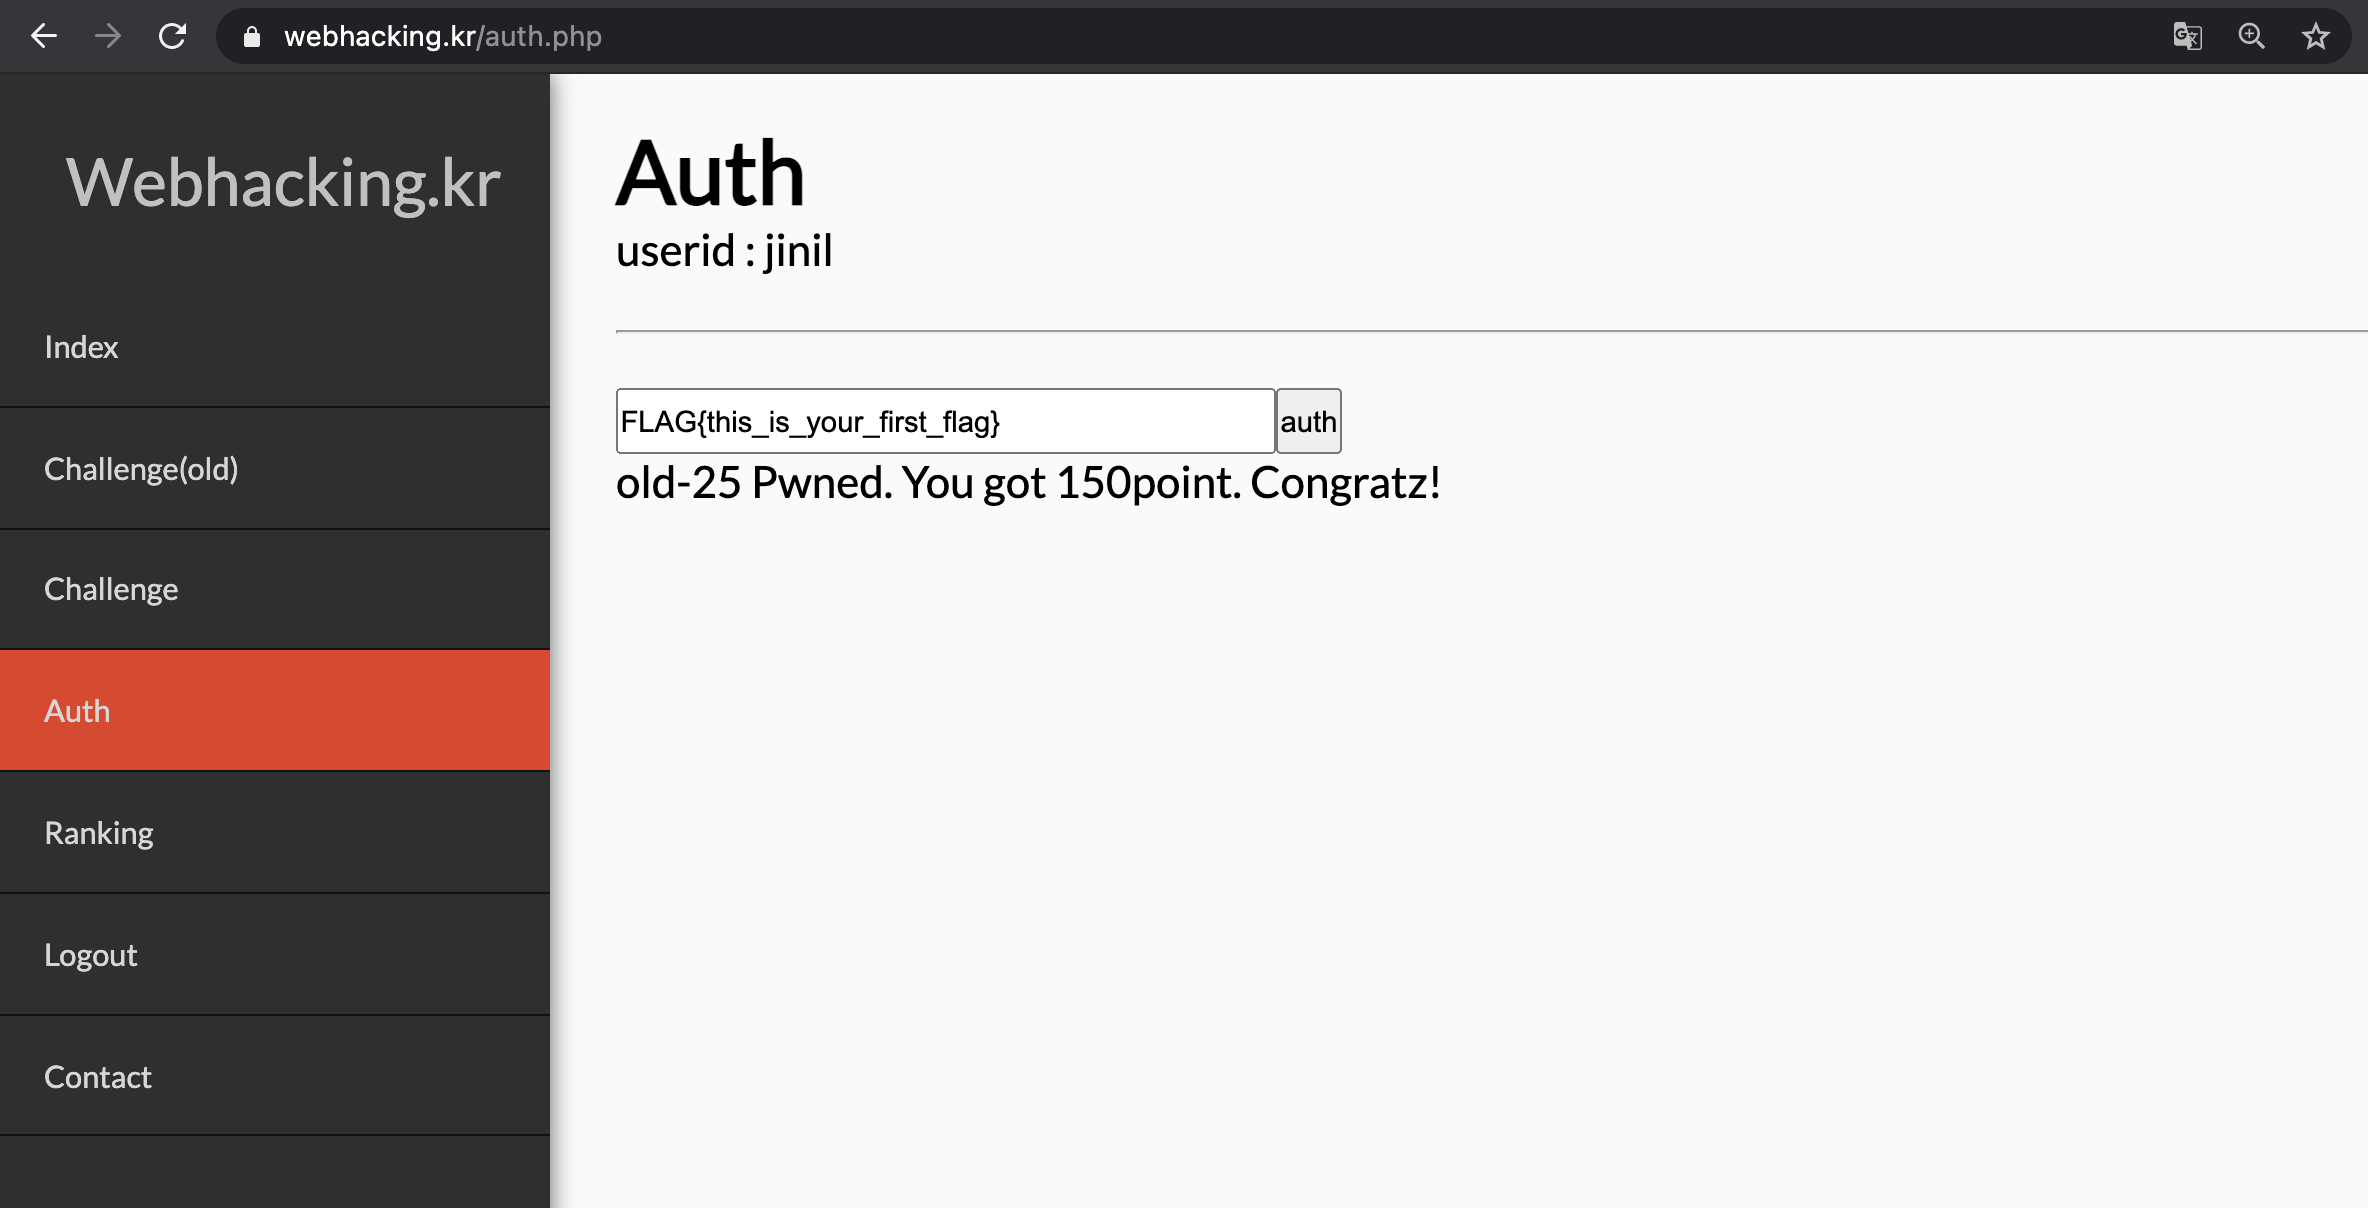 webhacking.kr/auth.php
Webhacking.kr
Index
Challenge(old)
Challenge
Auth
Ranking
Logout
Contact
Auth
userid : jinil
FLAG{this_is_your_first_flag} auth
old-25 Pwned. You got 150point. Congratz!